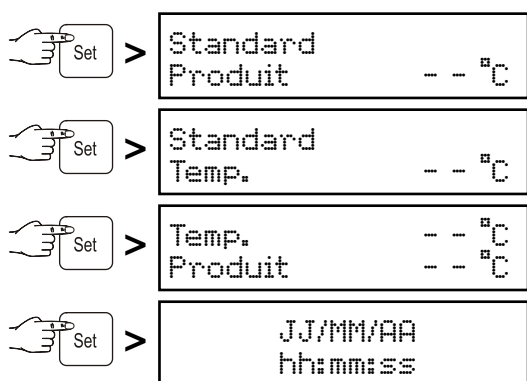 Set > Standard
Produit - - °C
Set > Standard
Temp. - - °C
Set > Temp. - - °C
Produit - - °C
Set > JJ/MM/AA
hh:mm:ss